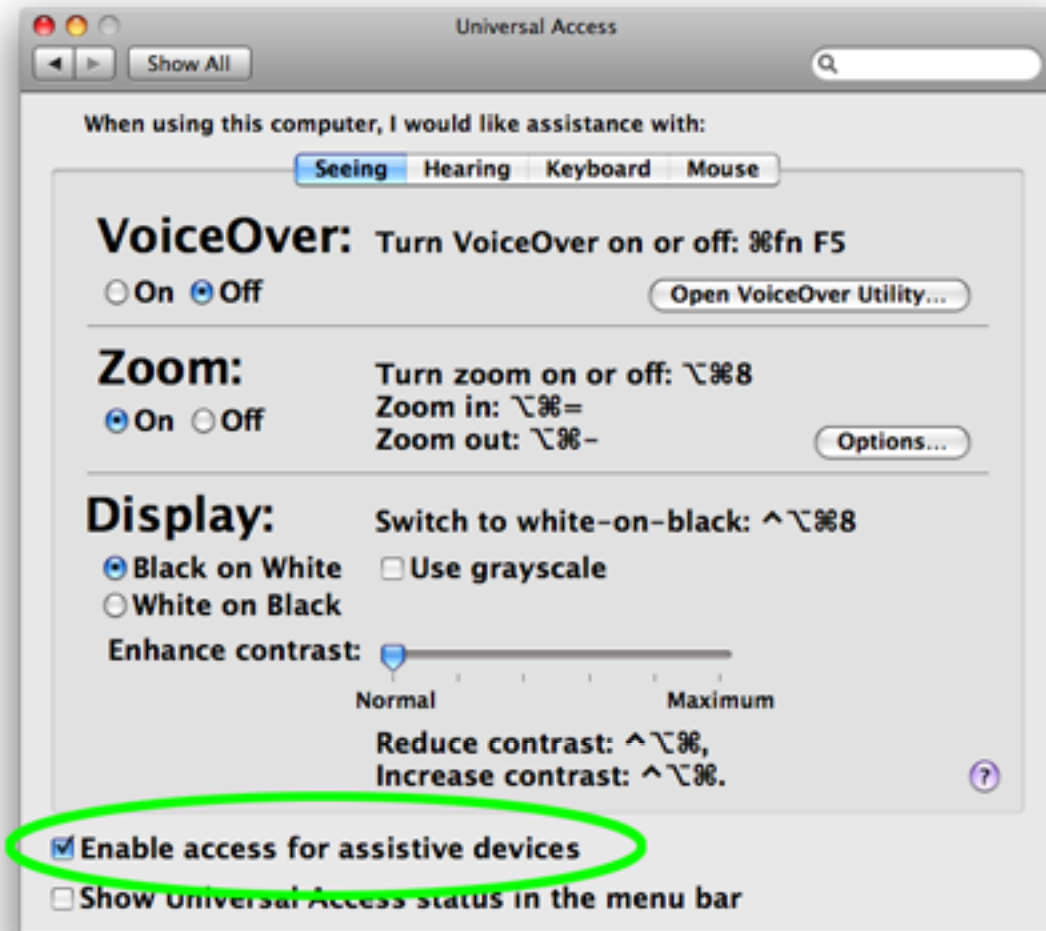 Universal Access
Show All
When using this computer, I would like assistance with:
Seeing Hearing Keyboard Mouse
VoiceOver: Turn VoiceOver on or off: ⌘fn F5
On Off Open VoiceOver Utility...
Zoom: Turn zoom on or off: ⌥⌘8
On Off Zoom in: ⌥⌘=
Zoom out: ⌥⌘- Options...
Display: Switch to white-on-black: ^⌥⌘8
Black on White Use grayscale
White on Black
Enhance contrast:
Normal Maximum
Reduce contrast: ^⌥⌘,
Increase contrast: ^⌥⌘. ?
Enable access for assistive devices
Show Universal Access status in the menu bar